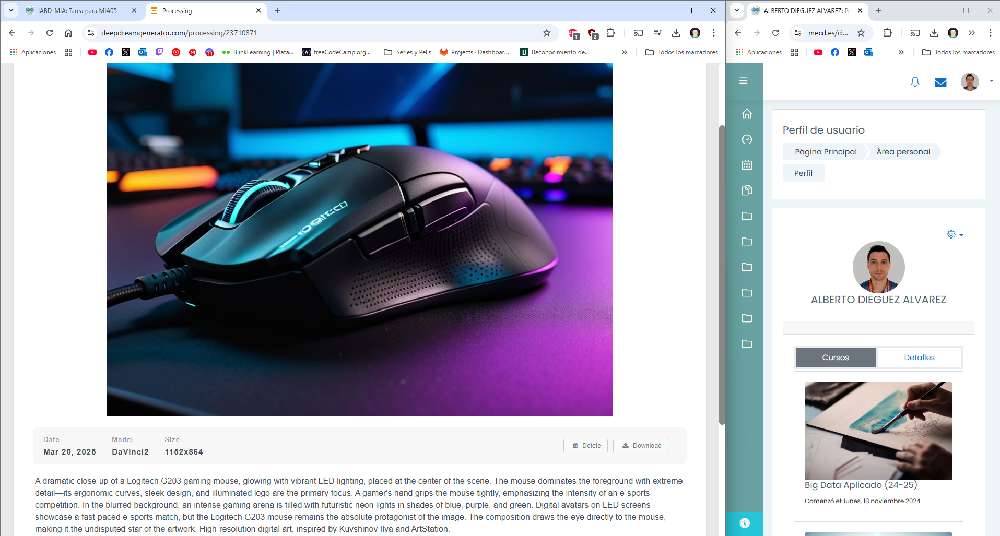 IABD_MIA: Tarea para MIA05
Processing
deepdreamgenerator.com/processing/23710871
1
2
Aplicaciones
11
BlinkLearning | Plata...
freeCodeCamp.org...
Series y Pelis
Projects · Dashboar...
Reconocimiento de...
Todos los marcadores
Date
Mar 20, 2025
Model
DaVinci2
Size
1152x864
Delete
Download
A dramatic close-up of a Logitech G203 gaming mouse, glowing with vibrant LED lighting, placed at the center of the scene. The mouse dominates the foreground with extreme
detail—its ergonomic curves, sleek design, and illuminated logo are the primary focus. A gamer's hand grips the mouse tightly, emphasizing the intensity of an e-sports
competition. In the blurred background, an intense gaming arena is filled with futuristic neon lights in shades of blue, purple, and green. Digital avatars on LED screens
showcase a fast-paced e-sports match, but the Logitech G203 mouse remains the absolute protagonist of the image. The composition draws the eye directly to the mouse,
making it the undisputed star of the artwork. High-resolution digital art, inspired by Kuvshinov Ilya and ArtStation.
ALBERTO DIEGUEZ ALVAREZ: Pe
mecd.es/ci...
Aplicaciones
Todos los marcadores
Perfil de usuario
Página Principal
Área personal
Perfil
ALBERTO DIEGUEZ ALVAREZ
Cursos
Detalles
Big Data Aplicado (24-25)
Comenzó el: lunes, 18 noviembre 2024